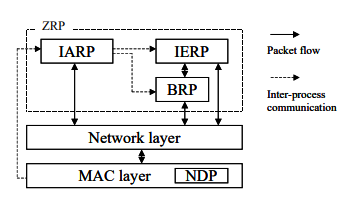 ZRP
IARP
IERP
BRP
Network layer
MAC layer
NDP
Packet flow
Inter-process
communication